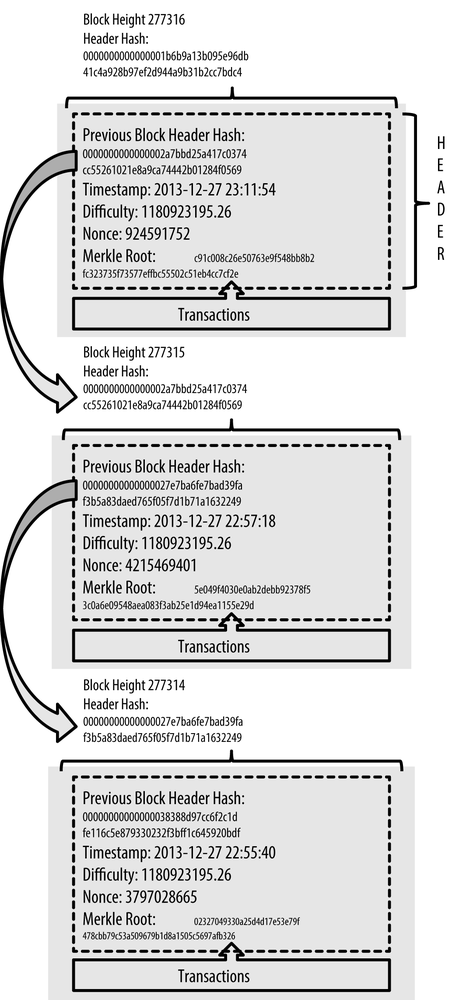 Block Height 277316
Header Hash:
0000000000000001b6b9a13b095e96db
41c4a928b97ef2d944a9b31b2cc7bdc4
Previous Block Header Hash:
0000000000000002a7bbd25a417c0374
cc55261021e8a9ca74442b01284f0569
Timestamp: 2013-12-27 23:11:54
Difficulty: 1180923195.26
Nonce: 924591752
Merkle Root: c91c008c26e50763e9f548bb8b2
fc323735f73577effbc55502c51eb4cc7cf2e
HEADER
Transactions
Block Height 277315
Header Hash:
0000000000000002a7bbd25a417c0374
cc55261021e8a9ca74442b01284f0569
Previous Block Header Hash:
00000000000000027e7ba6fe7bad39fa
f3b5a83daed765f05f7d1b71a1632249
Timestamp: 2013-12-27 22:57:18
Difficulty: 1180923195.26
Nonce: 4215469401
Merkle Root: 5e049f4030e0ab2debb92378f5
3c0a6e09548aea083f3ab25e1d94ea1155e29d
Transactions
Block Height 277314
Header Hash:
00000000000000027e7ba6fe7bad39fa
f3b5a83daed765f05f7d1b71a1632249
Previous Block Header Hash:
00000000000000038388d97cc6f2c1d
fe116c5e879330232f3bff1c645920bdf
Timestamp: 2013-12-27 22:55:40
Difficulty: 1180923195.26
Nonce: 3797028665
Merkle Root: 02327049330a25d4d17e53e79f
478cbb79c53a509679b1d8a1505c5697afb326
Transactions